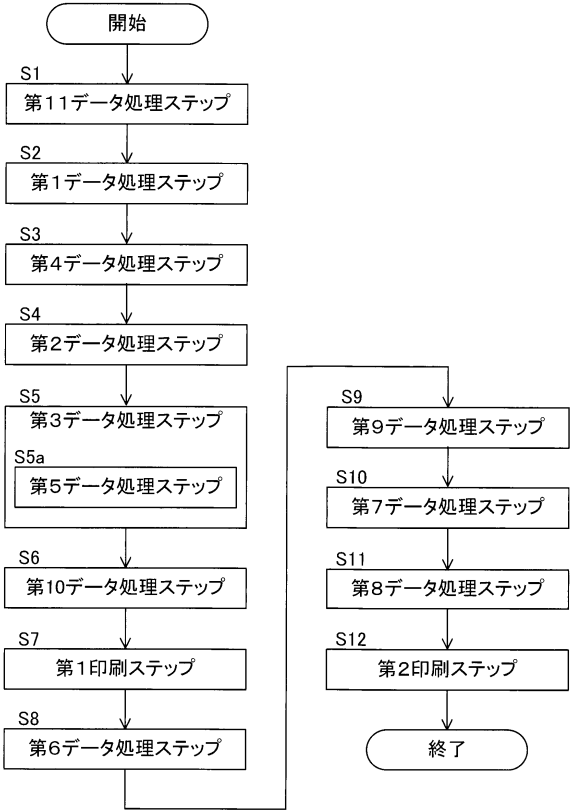 開始
S1
第11データ処理ステップ
S2
第1データ処理ステップ
S3
第4データ処理ステップ
S4
第2データ処理ステップ
S5
第3データ処理ステップ
S5a
第5データ処理ステップ
S6
第10データ処理ステップ
S7
第1印刷ステップ
S8
第6データ処理ステップ
S9
第9データ処理ステップ
S10
第7データ処理ステップ
S11
第8データ処理ステップ
S12
第2印刷ステップ
終了